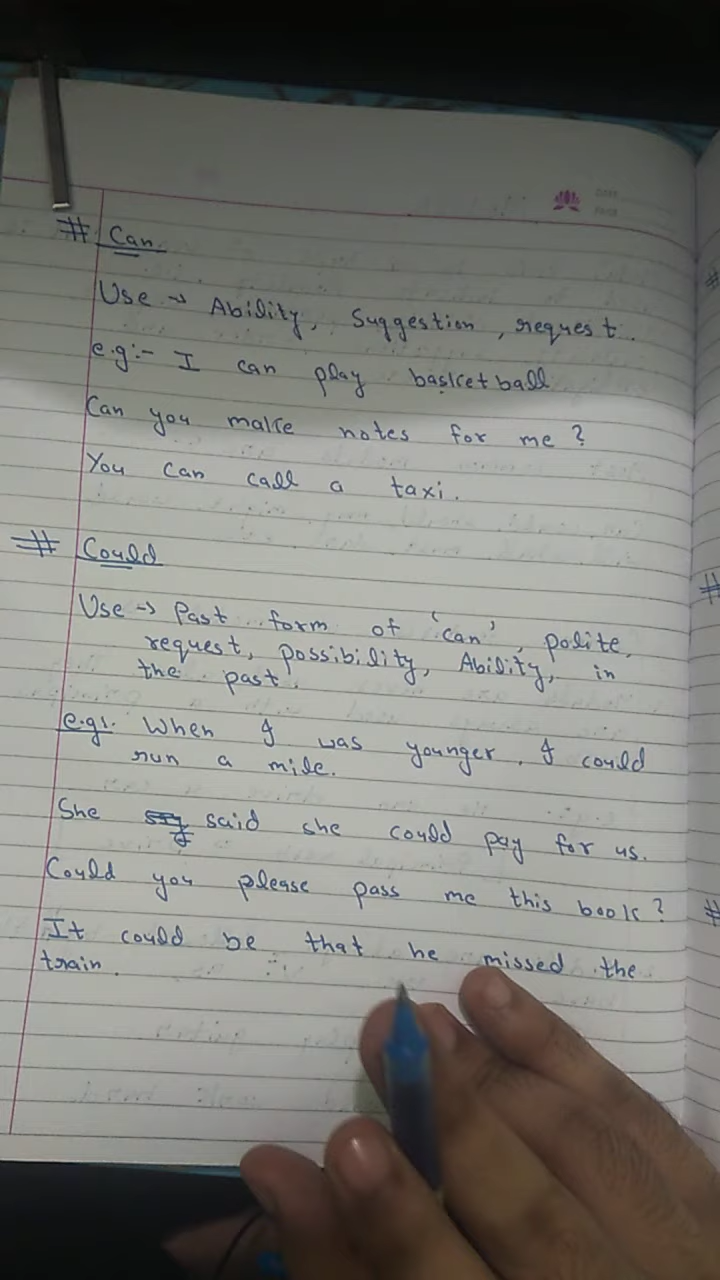 # Can
Use → Ability, Suggestion, request.
e.g:- I can play basketball
Can you make notes for me ?
You can call a taxi.
# Could
Use → Past form of 'can', polite,
request, possibility, Ability, in
the past.
e.g:. When I was younger, I could
run a mile.
She said she could pay for us.
Could you please pass me this book ?
It could be that he missed the
train.
#
#
#